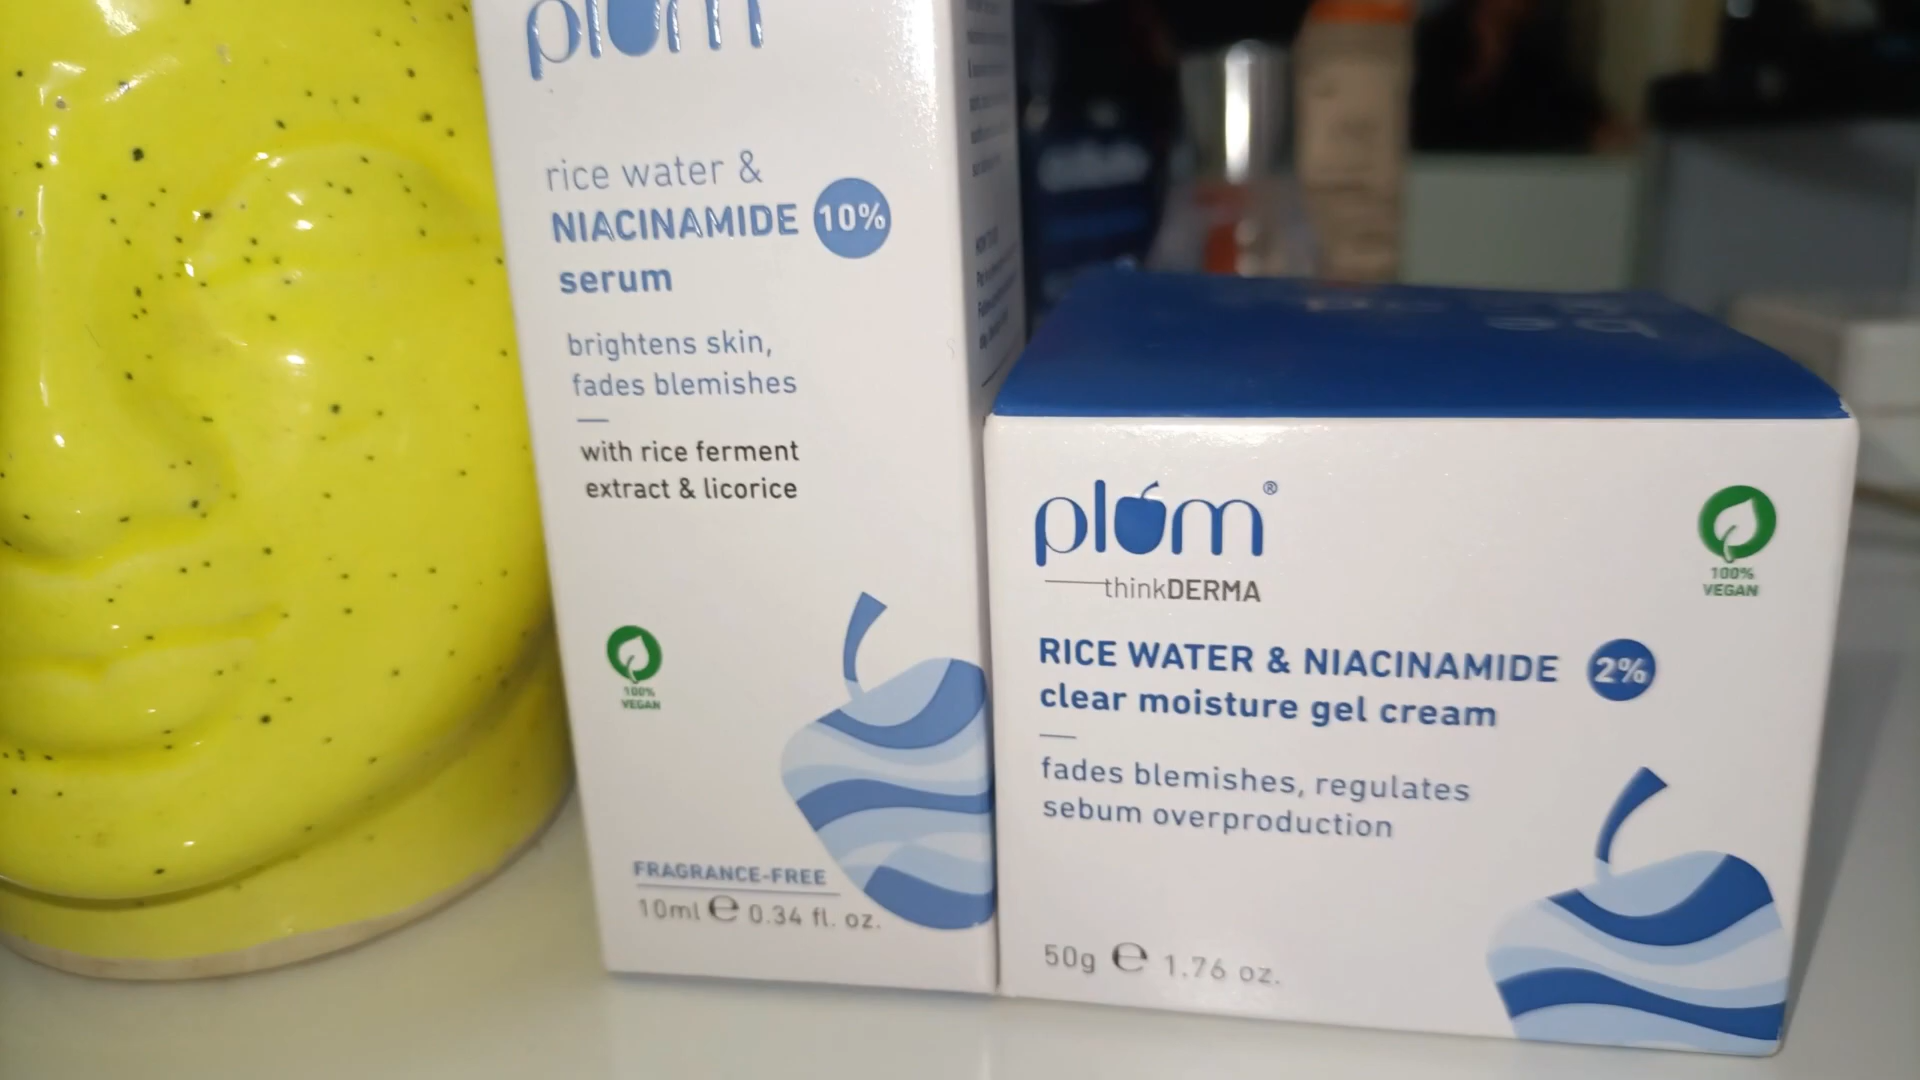 plum
rice water &
NIACINAMIDE 10%
serum
brightens skin,
fades blemishes
with rice ferment
extract & licorice
100%
VEGAN
FRAGRANCE-FREE
10ml ℮ 0.34 fl. oz.
plum®
thinkDERMA
100%
VEGAN
RICE WATER & NIACINAMIDE 2%
clear moisture gel cream
fades blemishes, regulates
sebum overproduction
50g ℮ 1.76 oz.